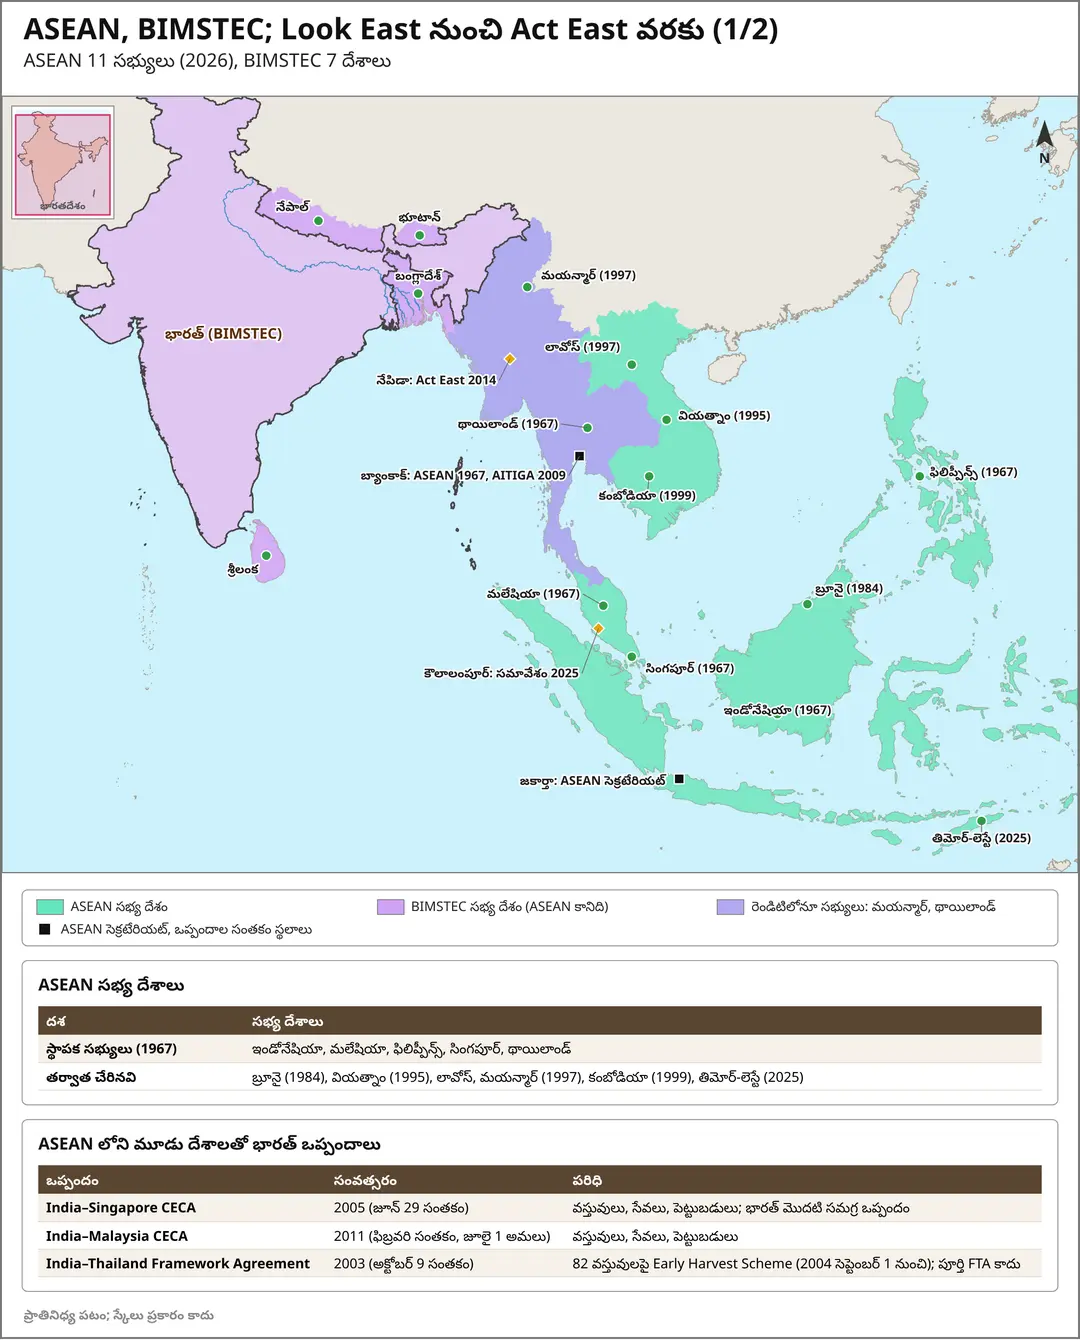 ASEAN, BIMSTEC; Look East నుంచి Act East వరకు (1/2)
ASEAN 11 సభ్యులు (2026), BIMSTEC 7 దేశాలు
భారతదేశం
N
నేపాల్
భూటాన్
బంగ్లాదేశ్
మయన్మార్ (1997)
భారత్ (BIMSTEC)
లావోస్ (1997)
నేపిడా: Act East 2014
వియత్నాం (1995)
థాయిలాండ్ (1967)
బ్యాంకాక్: ASEAN 1967, AITIGA 2009
ఫిలిప్పీన్స్ (1967)
కంబోడియా (1999)
శ్రీలంక
మలేషియా (1967)
బ్రూనై (1984)
కౌలాలంపూర్: సమావేశం 2025
సింగపూర్ (1967)
ఇండోనేషియా (1967)
జకార్తా: ASEAN సెక్రటేరియట్
తిమోర్-లెస్తే (2025)
ASEAN సభ్య దేశం
BIMSTEC సభ్య దేశం (ASEAN కానిది)
రెండిటిలోనూ సభ్యులు: మయన్మార్, థాయిలాండ్
ASEAN సెక్రటేరియట్, ఒప్పందాల సంతకం స్థలాలు
ASEAN సభ్య దేశాలు
దశ సభ్య దేశాలు
స్థాపక సభ్యులు (1967) ఇండోనేషియా, మలేషియా, ఫిలిప్పీన్స్, సింగపూర్, థాయిలాండ్
తర్వాత చేరినవి బ్రూనై (1984), వియత్నాం (1995), లావోస్, మయన్మార్ (1997), కంబోడియా (1999), తిమోర్-లెస్తే (2025)
ASEAN లోని మూడు దేశాలతో భారత్ ఒప్పందాలు
ఒప్పందం సంవత్సరం పరిధి
India–Singapore CECA 2005 (జూన్ 29 సంతకం) వస్తువులు, సేవలు, పెట్టుబడులు; భారత్ మొదటి సమగ్ర ఒప్పందం
India–Malaysia CECA 2011 (ఫిబ్రవరి సంతకం, జూలై 1 అమలు) వస్తువులు, సేవలు, పెట్టుబడులు
India–Thailand Framework Agreement 2003 (అక్టోబర్ 9 సంతకం) 82 వస్తువులపై Early Harvest Scheme (2004 సెప్టెంబర్ 1 నుంచి); పూర్తి FTA కాదు
ప్రాతినిధ్య పటం; స్కేలు ప్రకారం కాదు